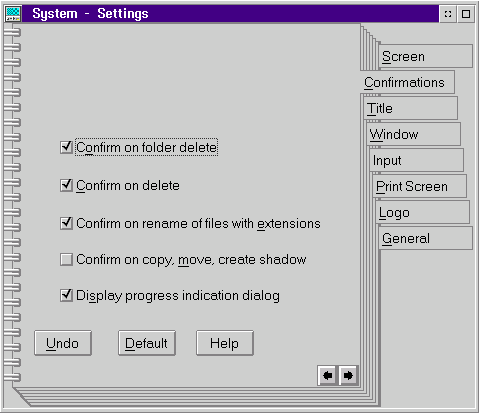 System - Settings
Screen
Confirmations
Title
Window
Input
Print Screen
Logo
General
Confirm on folder delete
Confirm on delete
Confirm on rename of files with extensions
Confirm on copy, move, create shadow
Display progress indication dialog
Undo
Default
Help